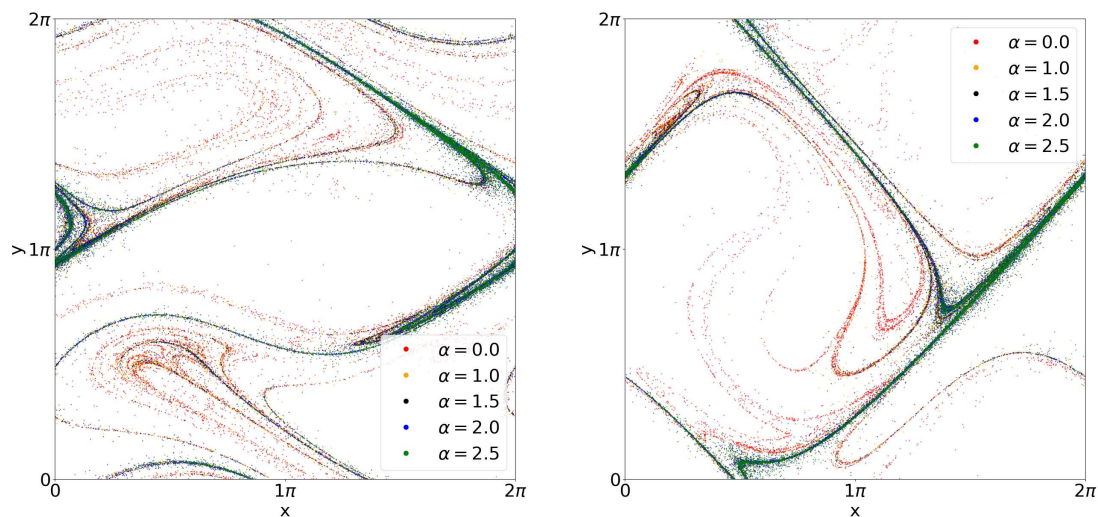 2π
y
1π
0
α = 0.0
α = 1.0
α = 1.5
α = 2.0
α = 2.5
0
1π
2π
x
2π
y
1π
0
α = 0.0
α = 1.0
α = 1.5
α = 2.0
α = 2.5
0
1π
2π
x